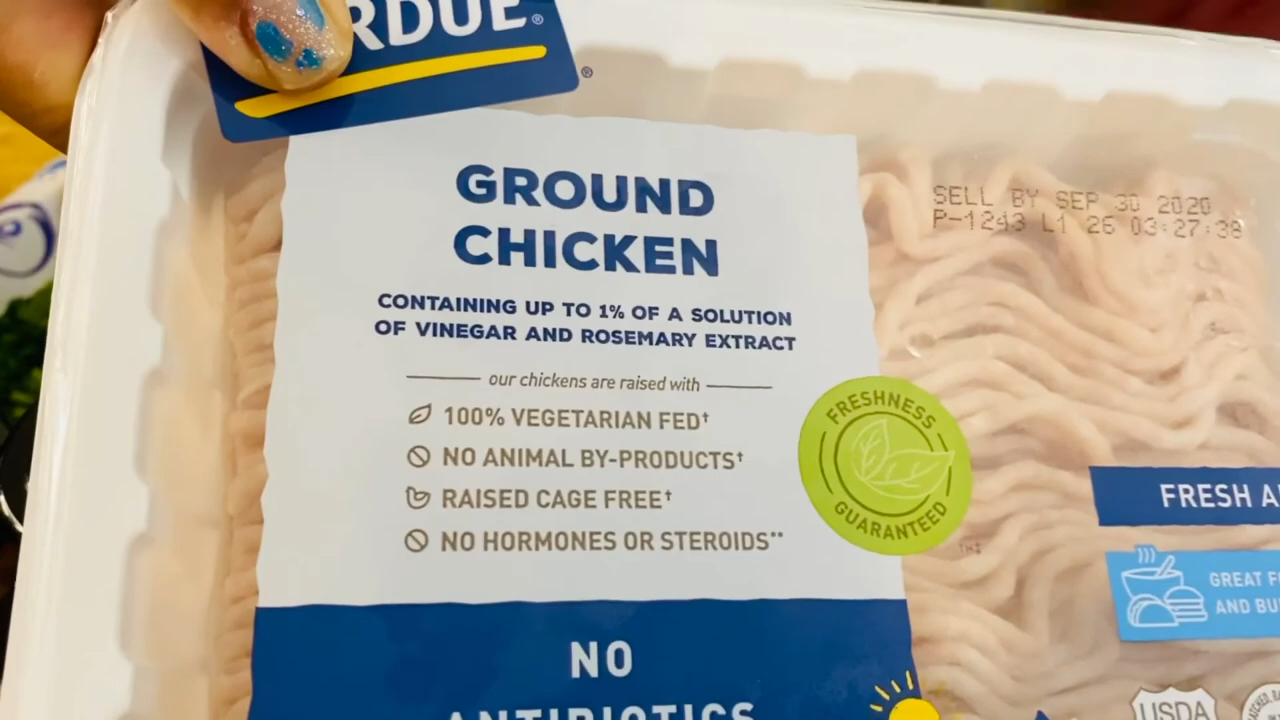 RDUE®
®
GROUND
CHICKEN
CONTAINING UP TO 1% OF A SOLUTION
OF VINEGAR AND ROSEMARY EXTRACT
our chickens are raised with
100% VEGETARIAN FED†
NO ANIMAL BY-PRODUCTS†
RAISED CAGE FREE†
NO HORMONES OR STEROIDS**
NO
ANTIBIOTICS
FRESHNESS
GUARANTEED
SELL BY SEP 30 2020
P-1243 L1 26 03:27:38
FRESH A
GREAT F
AND BU
USDA